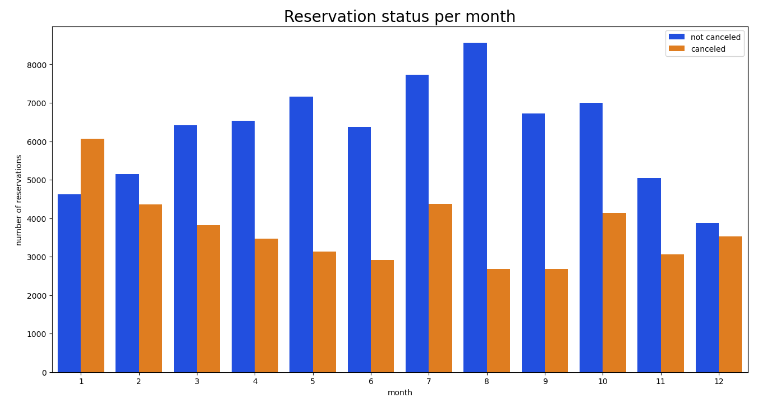 Reservation status per month
not canceled
canceled
number of reservations
8000
7000
6000
5000
4000
3000
2000
1000
0
1 2 3 4 5 6 7 8 9 10 11 12
month